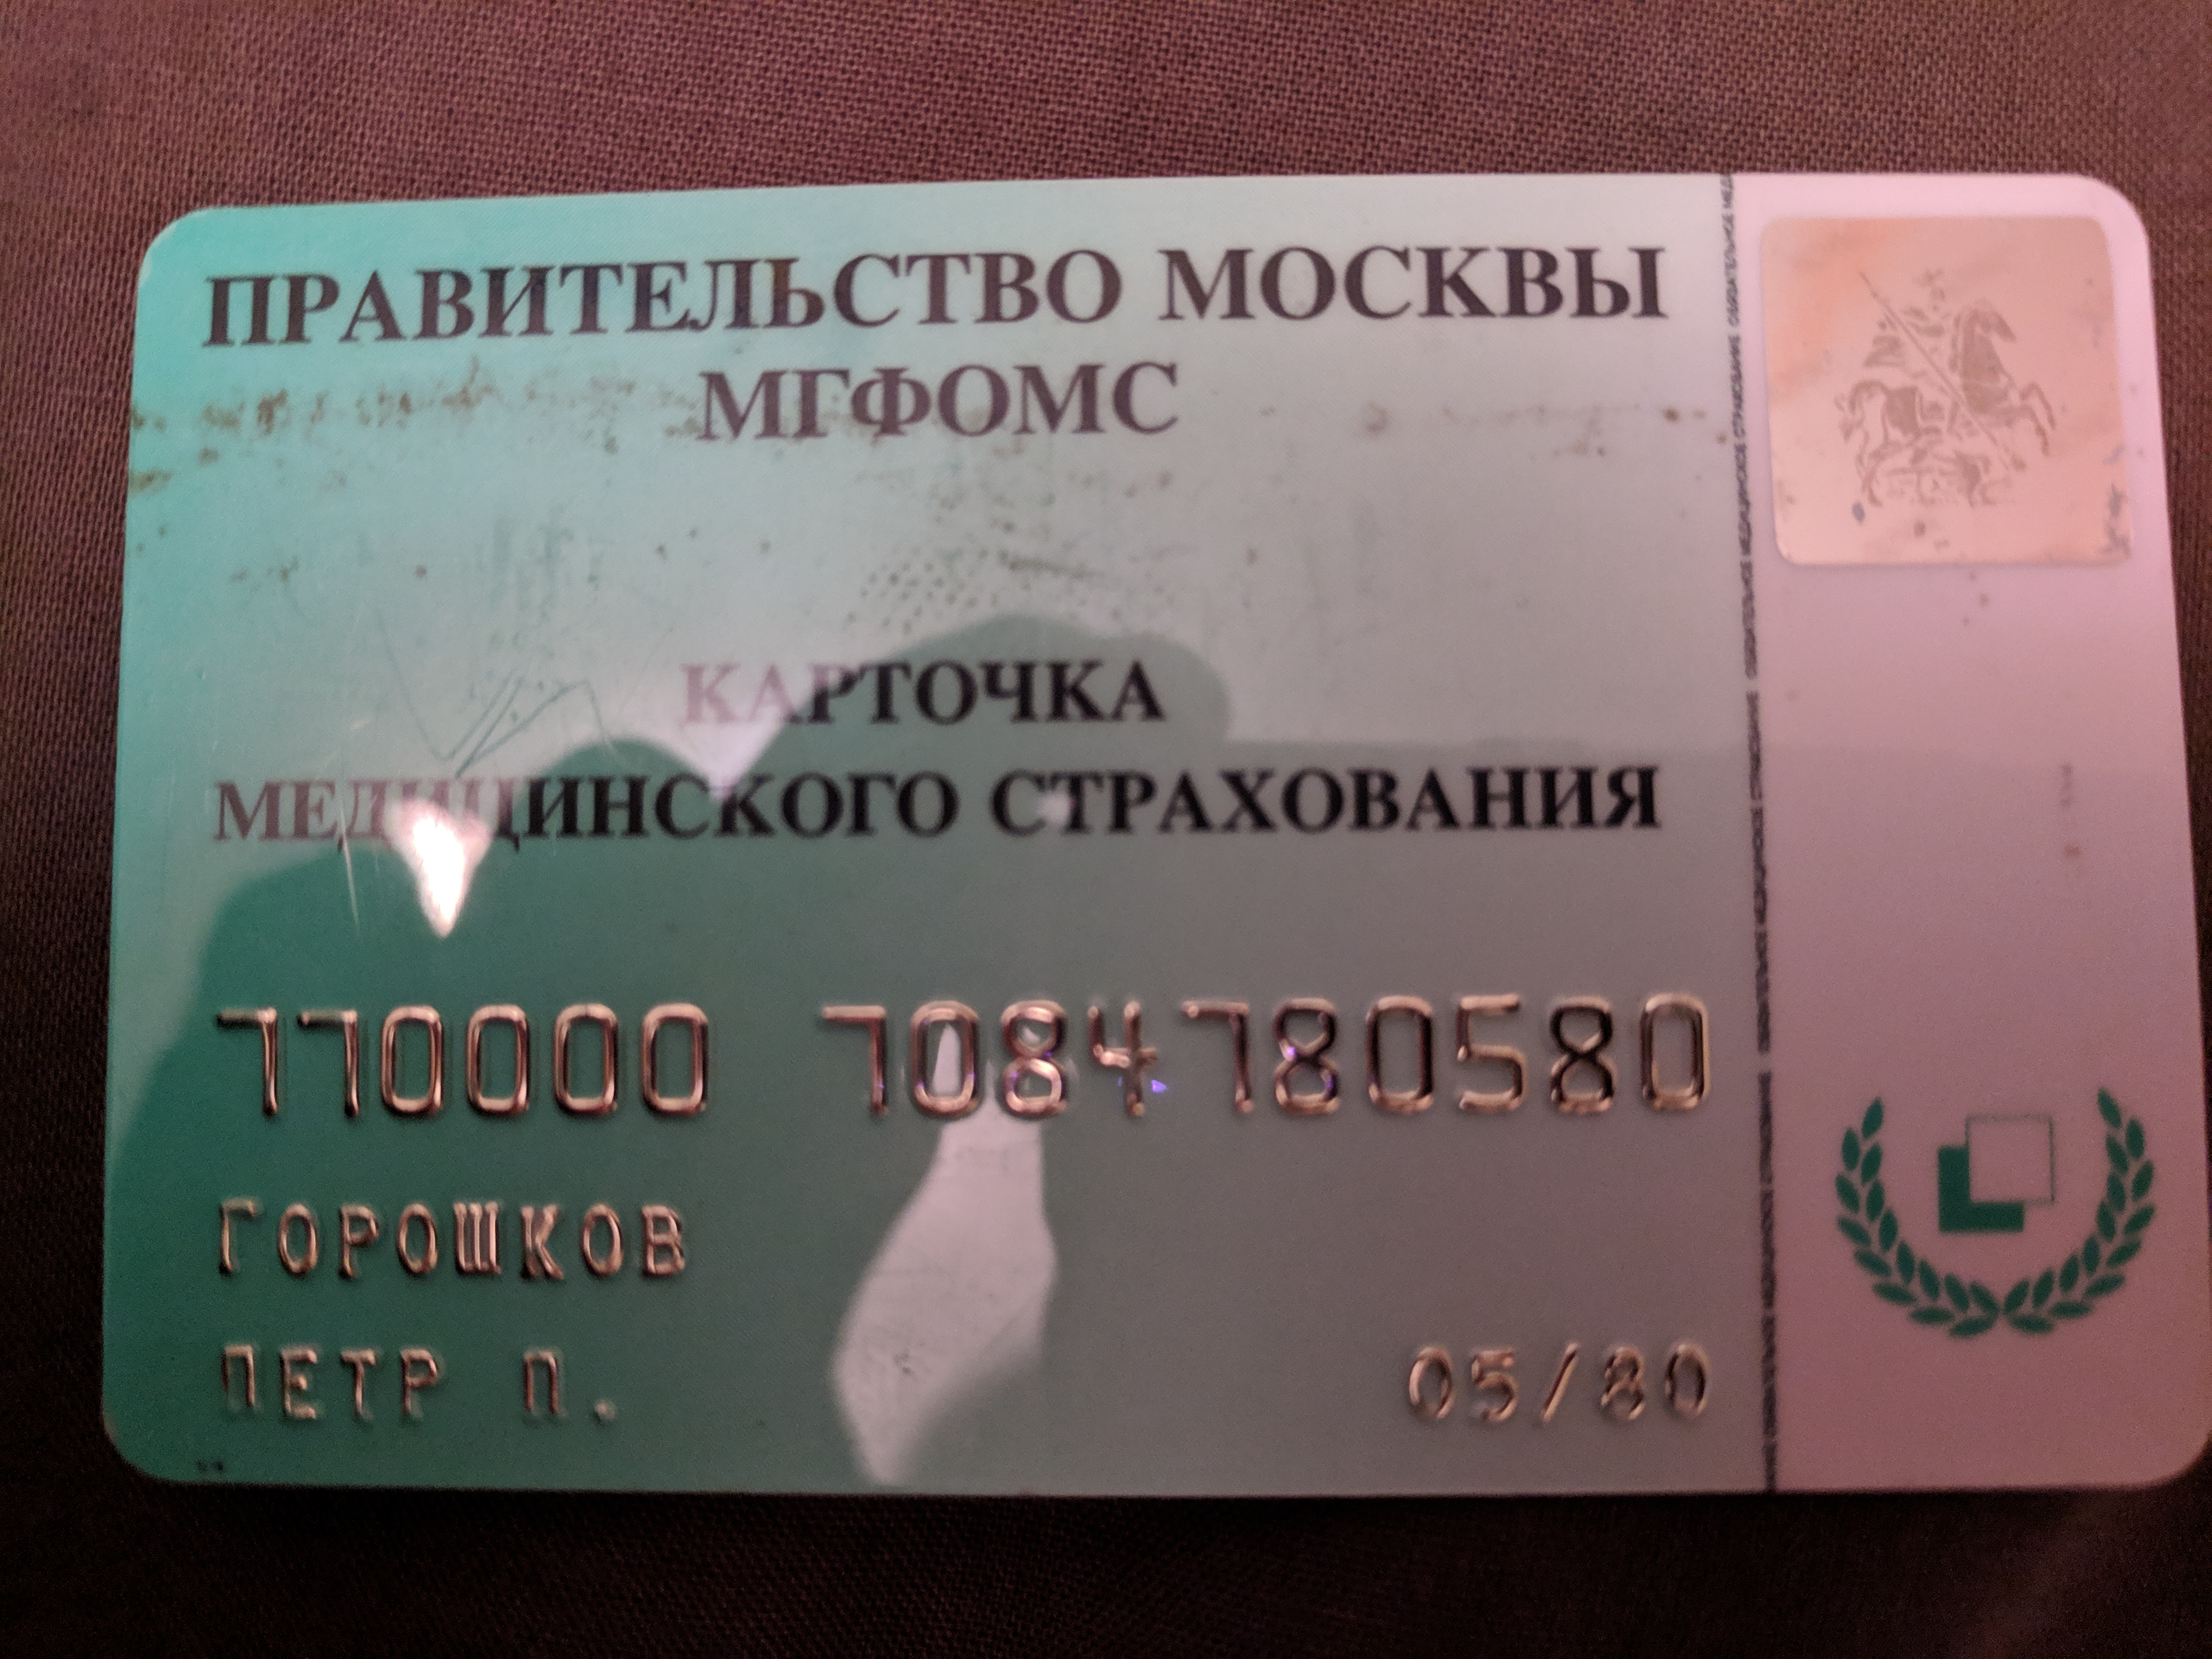 ПРАВИТЕЛЬСТВО МОСКВЫ
МГФОМС
КАРТОЧКА
МЕДИЦИНСКОГО СТРАХОВАНИЯ
770000 7084780580
ГОРОШКОВ
ПЕТР П. 05/80